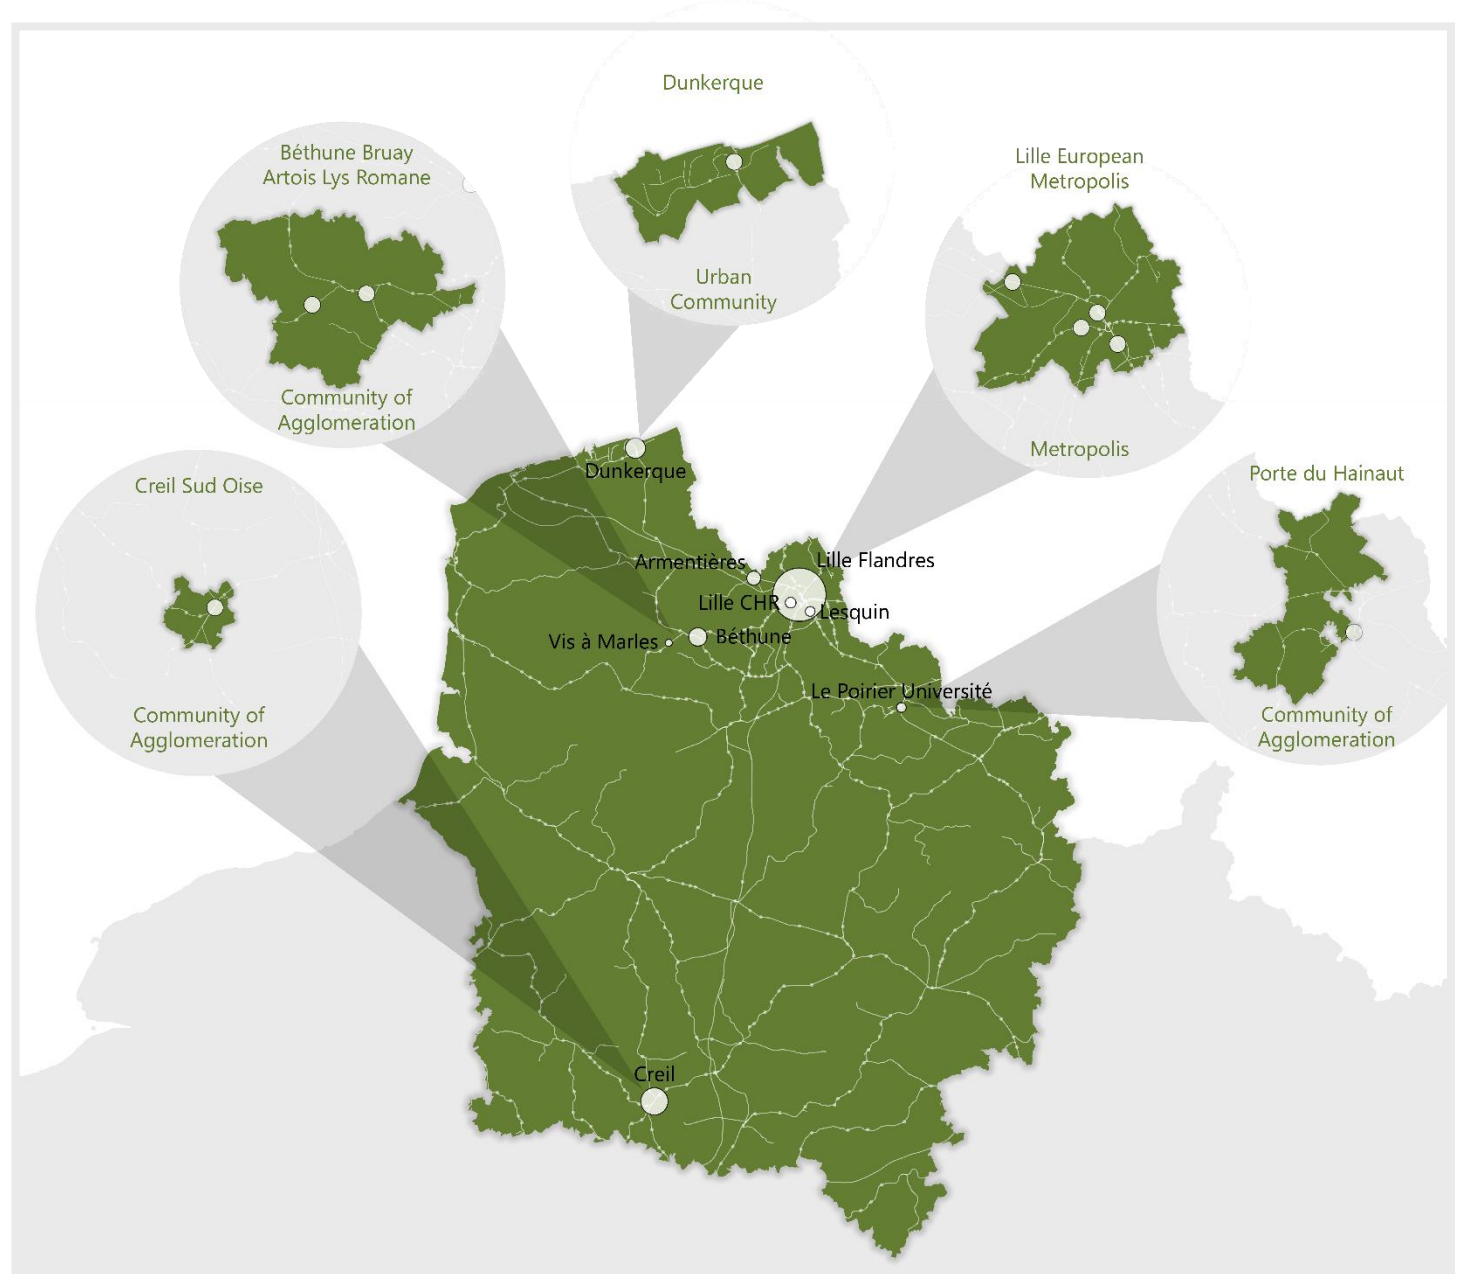 Dunkerque
Urban
Community
Béthune Bruay
Artois Lys Romane
Community of
Agglomeration
Lille European
Metropolis
Metropolis
Creil Sud Oise
Community of
Agglomeration
Porte du Hainaut
Community of
Agglomeration
Dunkerque
Armentières
Lille Flandres
Lille CHR
Lesquin
Vis à Marles
Béthune
Le Poirier Université
Creil